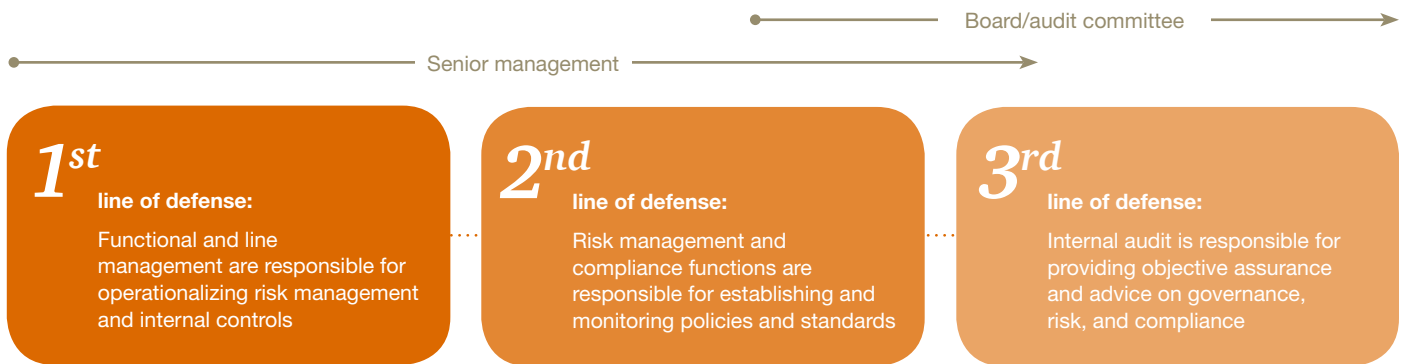 Board/audit committee
Senior management
1st
line of defense:
Functional and line
management are responsible for
operationalizing risk management
and internal controls
2nd
line of defense:
Risk management and
compliance functions are
responsible for establishing and
monitoring policies and standards
3rd
line of defense:
Internal audit is responsible for
providing objective assurance
and advice on governance,
risk, and compliance